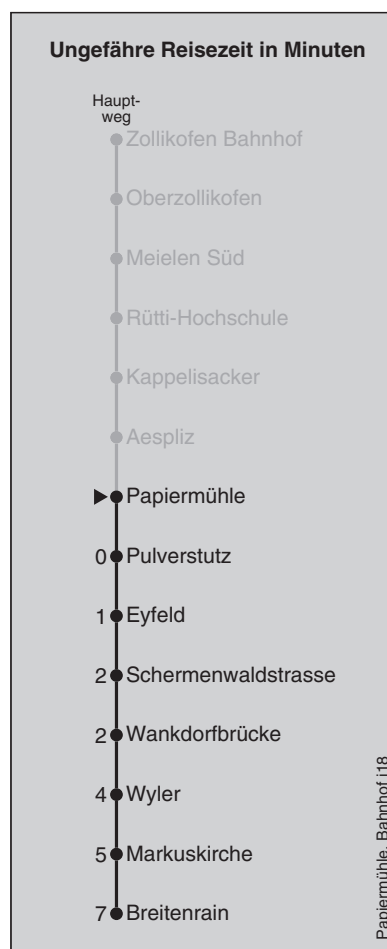 Ungefähre Reisezeit in Minuten
Haupt-
weg
Zollikofen Bahnhof
Oberzollikofen
Meielen Süd
Rütti-Hochschule
Kappelisacker
Aespliz
Papiermühle
0 Pulverstutz
1 Eyfeld
2 Schermenwaldstrasse
2 Wankdorfbrücke
4 Wyler
5 Markuskirche
7 Breitenrain
Papiermühle, Bahnhof j18